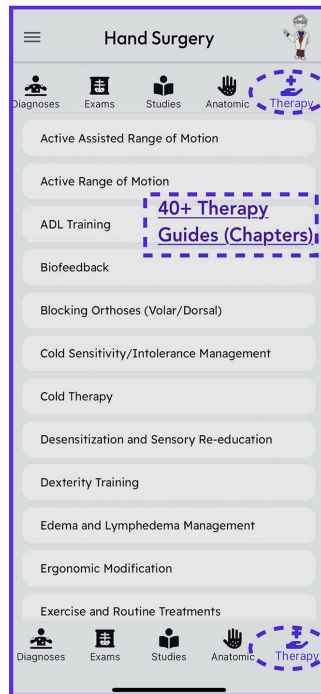 Hand Surgery
Diagnoses Exams Studies Anatomic Therapy
Active Assisted Range of Motion
Active Range of Motion
40+ Therapy
Guides (Chapters)
ADL Training
Biofeedback
Blocking Orthoses (Volar/Dorsal)
Cold Sensitivity/Intolerance Management
Cold Therapy
Desensitization and Sensory Re-education
Dexterity Training
Edema and Lymphedema Management
Ergonomic Modification
Exercise and Routine Treatments
Diagnoses Exams Studies Anatomic Therapy